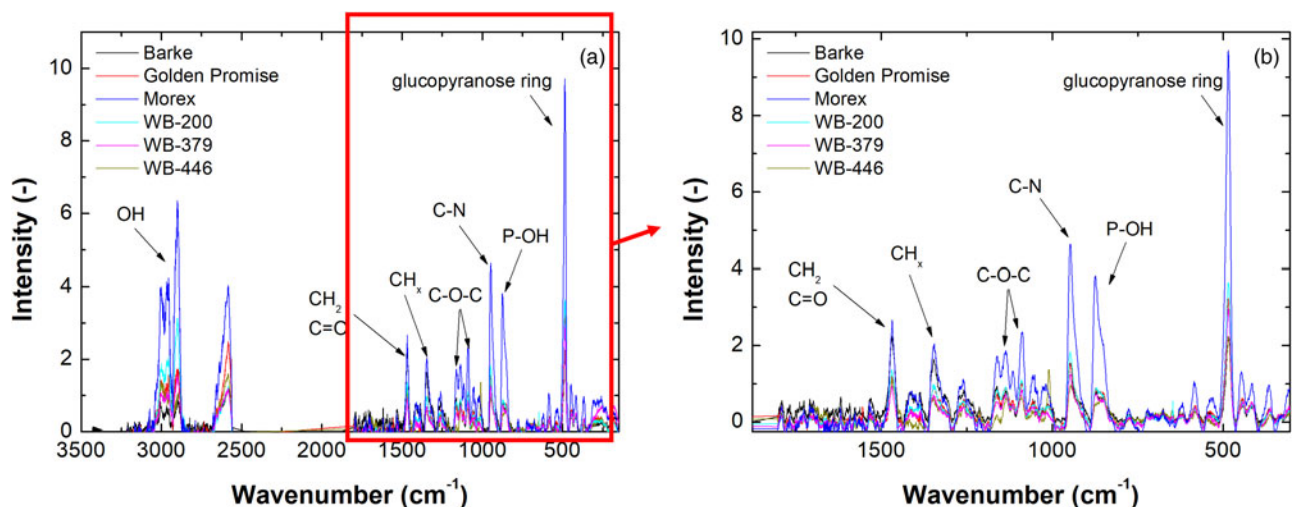 (a)
Barke
Golden Promise
Morex
WB-200
WB-379
WB-446
glucopyranose ring
OH
C-N
P-OH
CHₓ
C-O-C
CH₂
C=O
10
8
6
4
2
0
Intensity (-)
3500 3000 2500 2000 1500 1000 500
Wavenumber (cm⁻¹)
(b)
Barke
Golden Promise
Morex
WB-200
WB-379
WB-446
glucopyranose ring
C-N
P-OH
CHₓ
C-O-C
CH₂
C=O
10
8
6
4
2
0
Intensity (-)
1500 1000 500
Wavenumber (cm⁻¹)